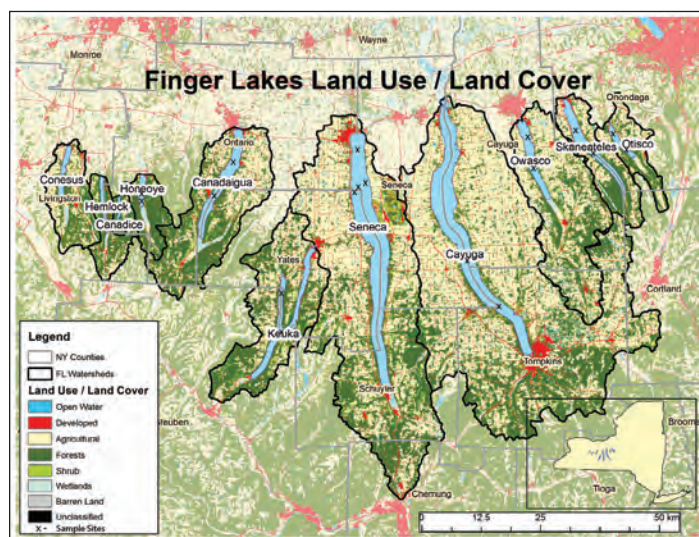 Monroe
Wayne
Finger Lakes Land Use / Land Cover
Onondaga
Ontario
Cayuga
Skaneateles
Otisco
Owasco
Conesus
Livingston
Honeoye
Canadaigua
Hemlock
Canadice
Seneca
Seneca
Cayuga
Yates
Keuka
Cortland
Tompkins
Schuyler
Steuben
Chemung
Tioga
Legend
NY Counties
FL Watersheds
Land Use / Land Cover
Open Water
Developed
Agricultural
Forests
Shrub
Wetlands
Barren Land
Unclassified
X - Sample Sites
0 12.5 25 50 km